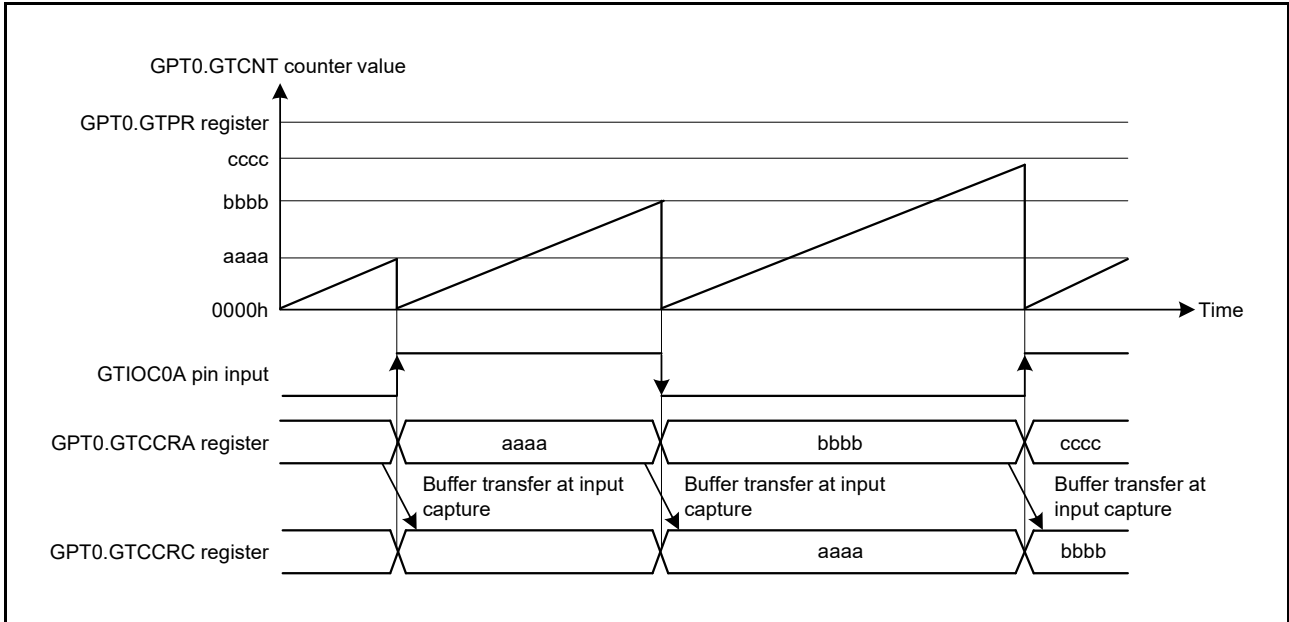 GPT0.GTCNT counter value
GPT0.GTPR register
cccc
bbbb
aaaa
0000h
Time
GTIOC0A pin input
GPT0.GTCCRA register
aaaa
bbbb
cccc
Buffer transfer at input
capture
Buffer transfer at input
capture
Buffer transfer at
input capture
GPT0.GTCCRC register
aaaa
bbbb